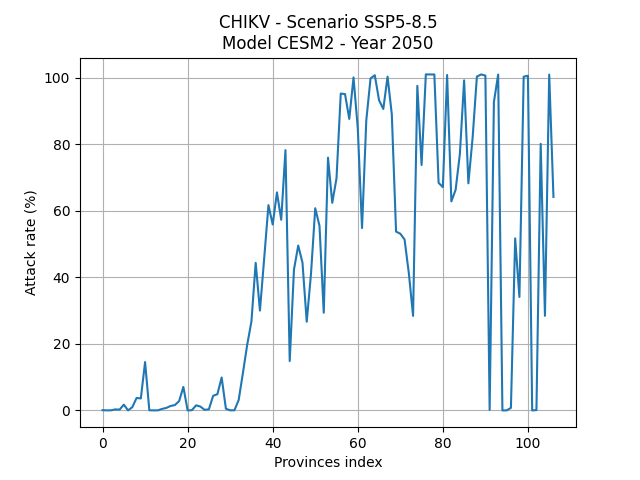 CHIKV - Scenario SSP5-8.5
Model CESM2 - Year 2050
100
80
60
40
20
0
Attack rate (%)
0 20 40 60 80 100
Provinces index